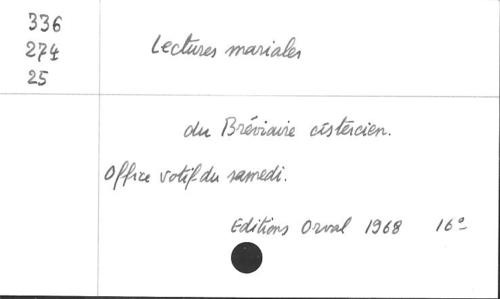 336
274
25
Lectures mariales
du Bréviaire cistercien.
Office votif du samedi.
Editions Orval 1968 16°